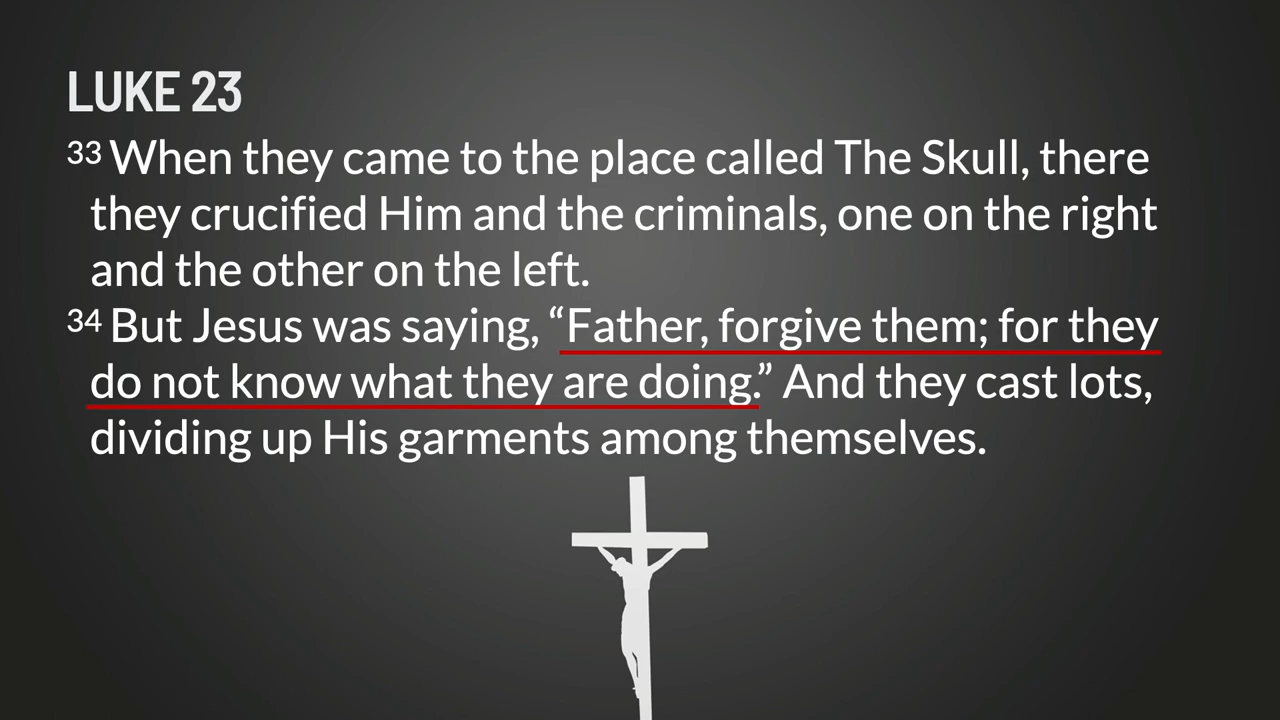 LUKE 23
33 When they came to the place called The Skull, there
they crucified Him and the criminals, one on the right
and the other on the left.
34 But Jesus was saying, “Father, forgive them; for they
do not know what they are doing.” And they cast lots,
dividing up His garments among themselves.